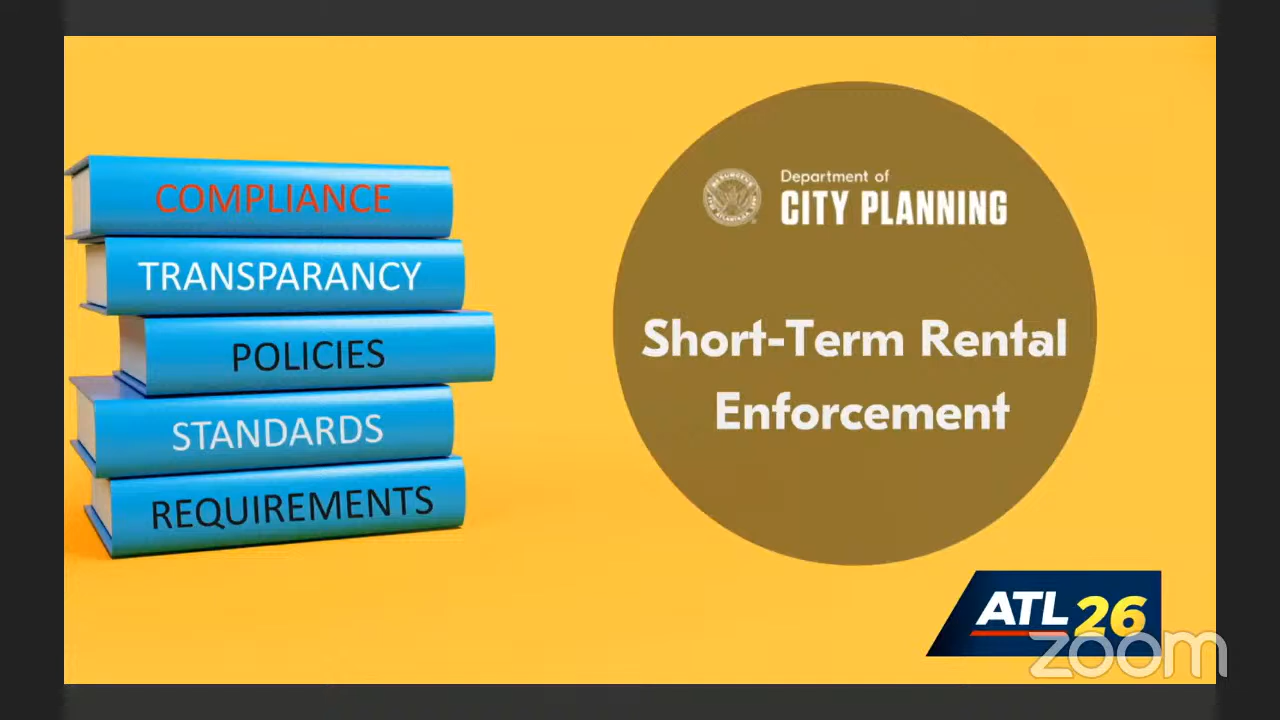 COMPLIANCE
TRANSPARANCY
POLICIES
STANDARDS
REQUIREMENTS
Department of
CITY PLANNING
Short-Term Rental
Enforcement
ATL 26
zoom